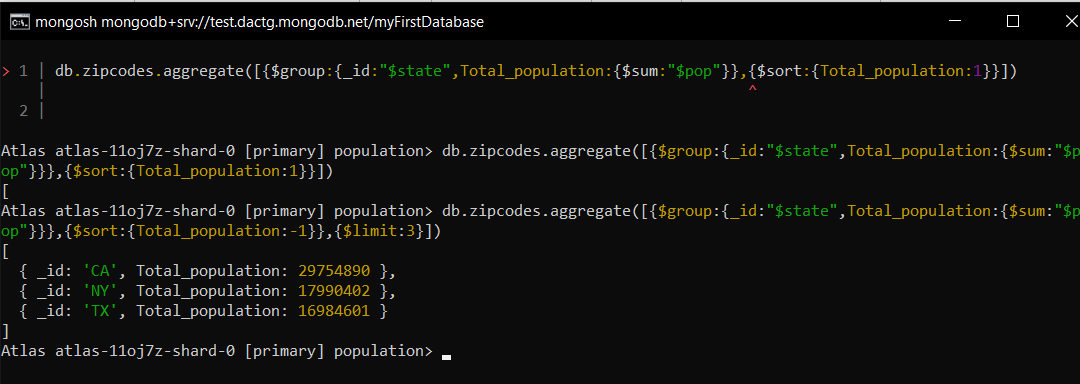 mongosh mongodb+srv://test.dactg.mongodb.net/myFirstDatabase
> 1 | db.zipcodes.aggregate([{$group:{_id:"$state",Total_population:{$sum:"$pop"}},{$sort:{Total_population:1}}])
| ^
2 |
Atlas atlas-11oj7z-shard-0 [primary] population> db.zipcodes.aggregate([{$group:{_id:"$state",Total_population:{$sum:"$p
op"}}},{$sort:{Total_population:1}}])
[
Atlas atlas-11oj7z-shard-0 [primary] population> db.zipcodes.aggregate([{$group:{_id:"$state",Total_population:{$sum:"$p
op"}}},{$sort:{Total_population:-1}},{$limit:3}])
[
  { _id: 'CA', Total_population: 29754890 },
  { _id: 'NY', Total_population: 17990402 },
  { _id: 'TX', Total_population: 16984601 }
]
Atlas atlas-11oj7z-shard-0 [primary] population>